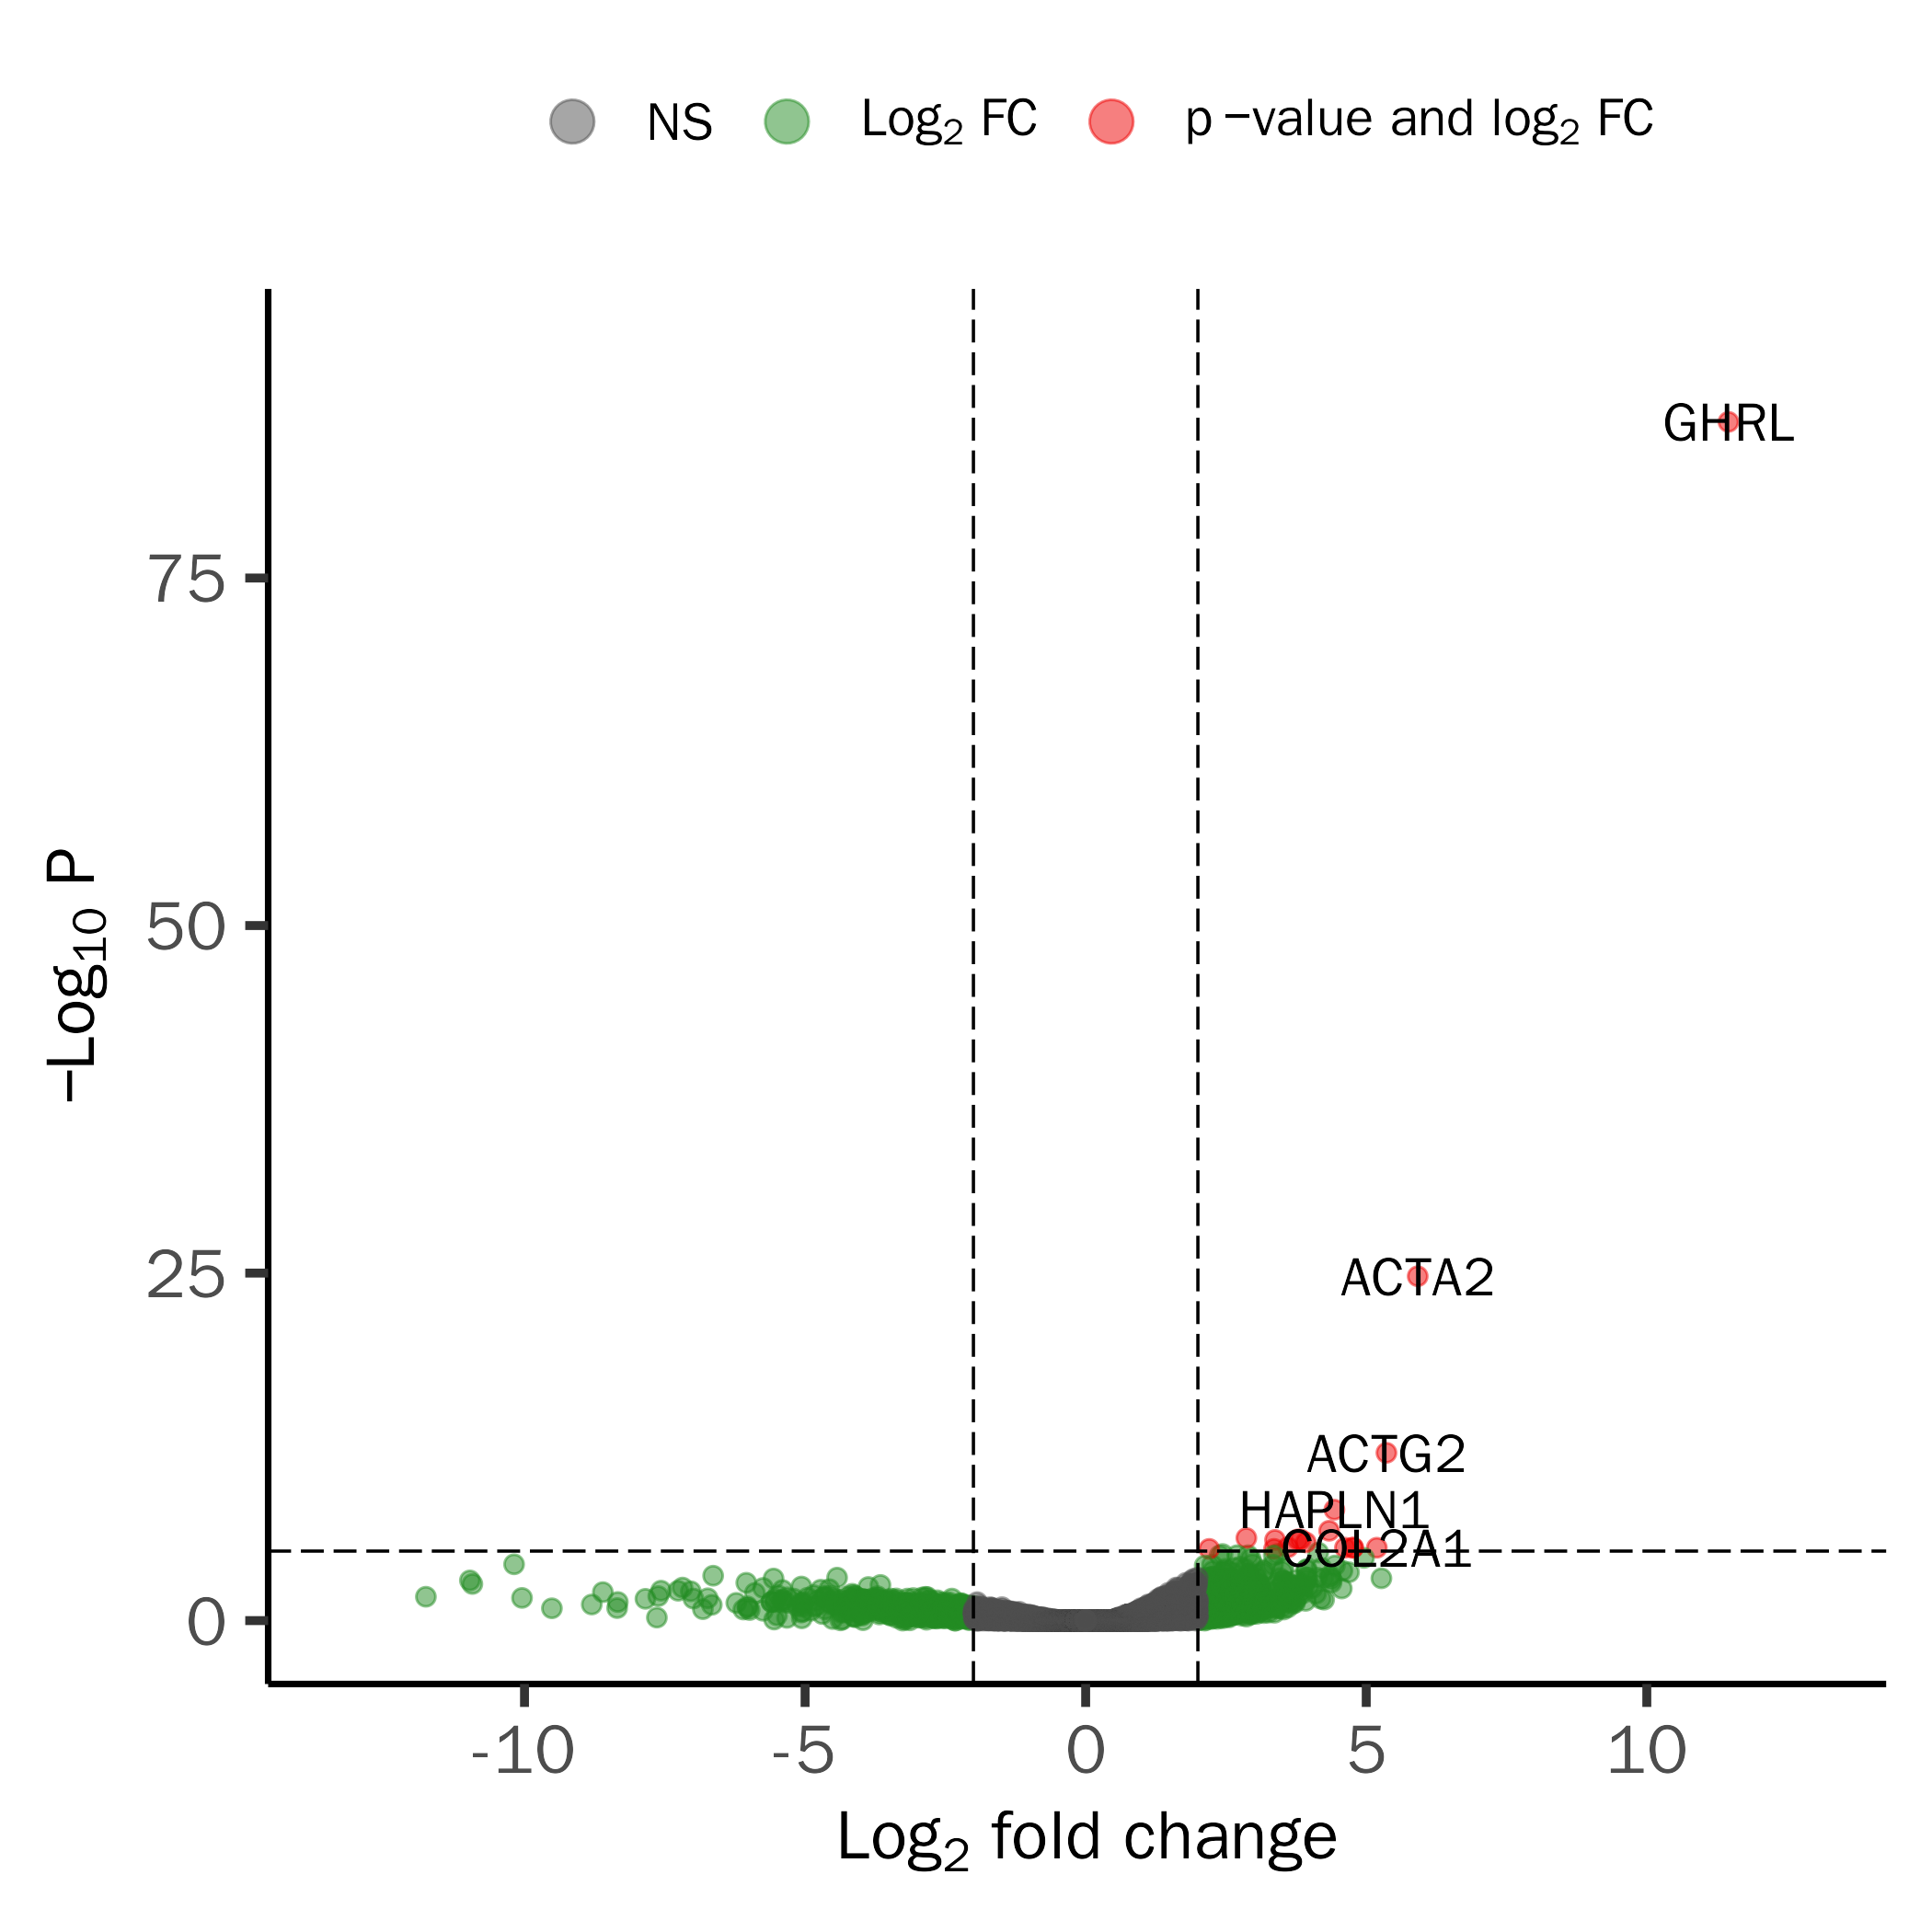 NS Log₂ FC p −value and log₂ FC
GHRL
75
−Log₁₀ P
50
25
ACTA2
ACTG2
HAPLN1
COL2A1
0
-10 -5 0 5 10
Log₂ fold change